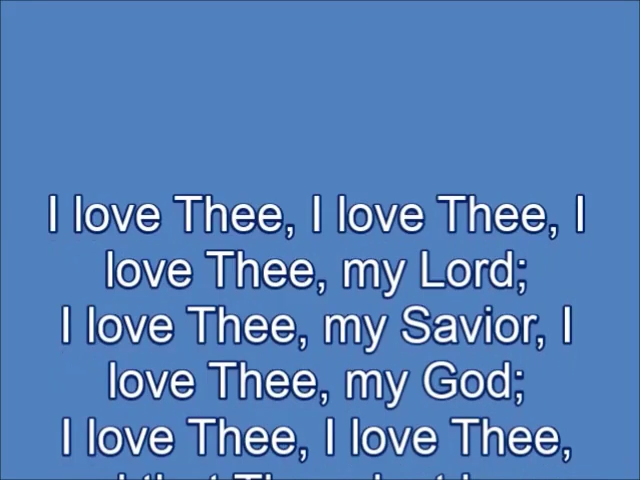 I love Thee, I love Thee, I
love Thee, my Lord;
I love Thee, my Savior, I
love Thee, my God;
I love Thee, I love Thee,